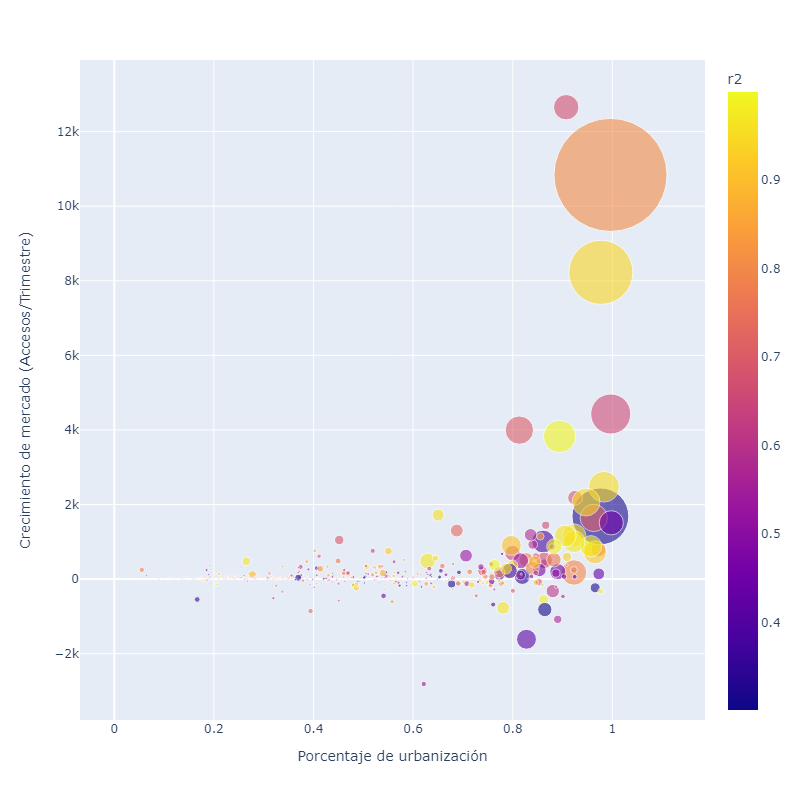 r2
12k
10k
8k
6k
4k
2k
0
−2k
0.9
0.8
0.7
0.6
0.5
0.4
0
0.2
0.4
0.6
0.8
1
Crecimiento de mercado (Accesos/Trimestre)
Porcentaje de urbanización